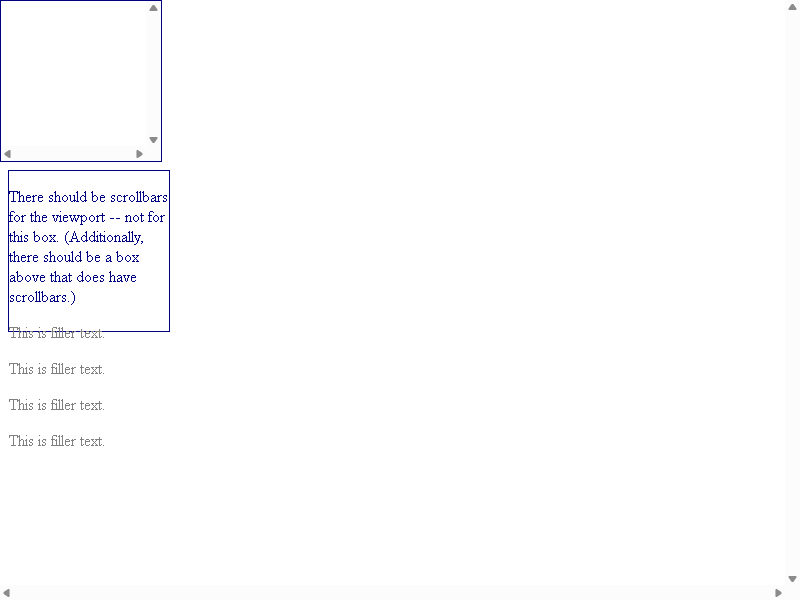 There should be scrollbars
for the viewport -- not for
this box. (Additionally,
there should be a box
above that does have
scrollbars.)
This is filler text.
This is filler text.
This is filler text.
This is filler text.